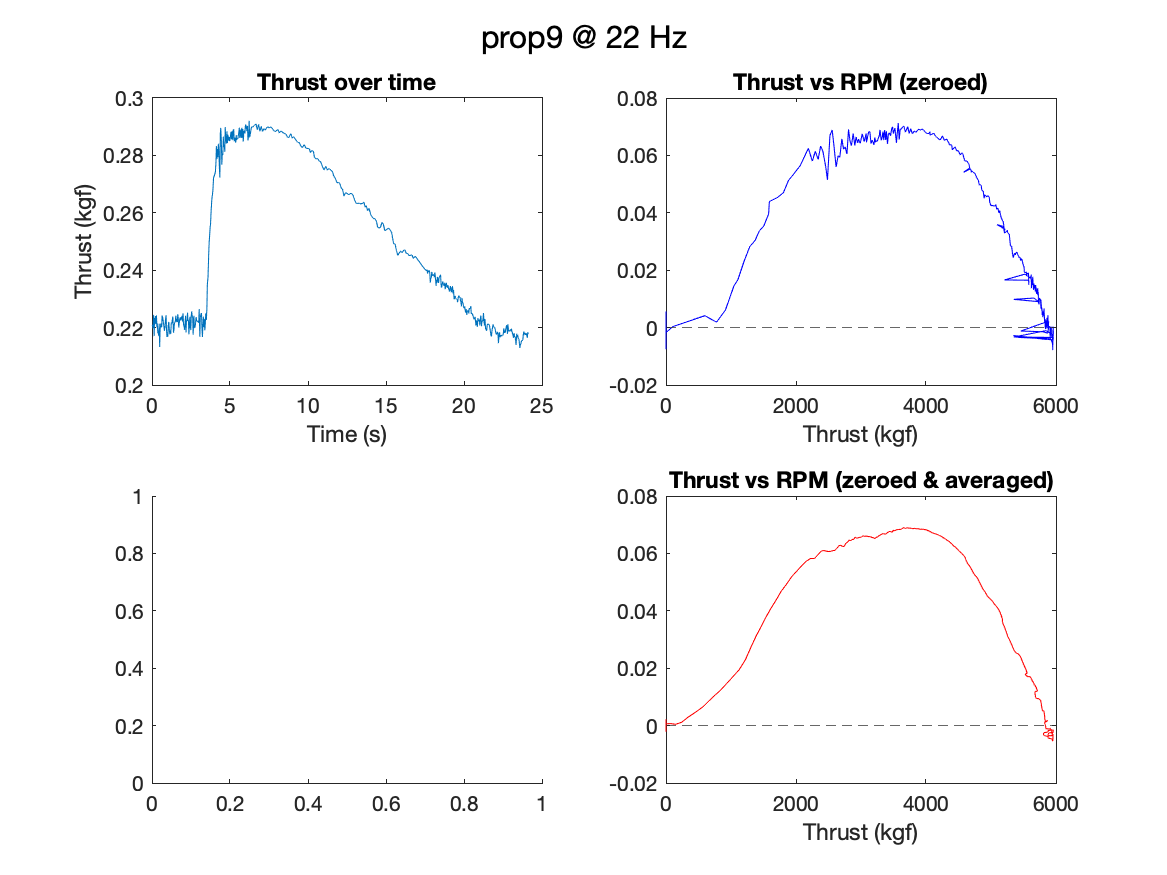 prop9 @ 22 Hz
Thrust over time
Thrust (kgf)
0.3
0.28
0.26
0.24
0.22
0.2
0 5 10 15 20 25
Time (s)
Thrust vs RPM (zeroed)
0.08
0.06
0.04
0.02
0
-0.02
0 2000 4000 6000
Thrust (kgf)
1
0.8
0.6
0.4
0.2
0
0 0.2 0.4 0.6 0.8 1
Thrust vs RPM (zeroed & averaged)
0.08
0.06
0.04
0.02
0
-0.02
0 2000 4000 6000
Thrust (kgf)